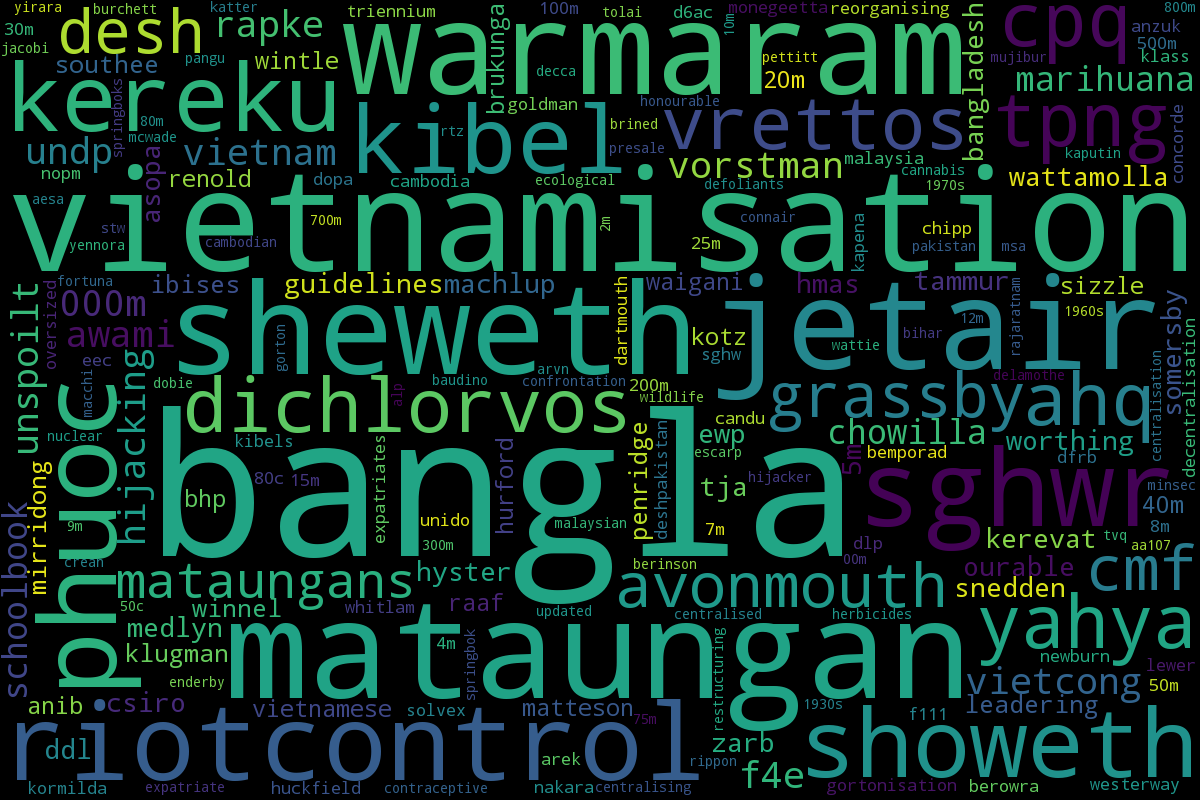 yirara burchett katter triennium 100m d6ac monegeetta reorganising 800m
30m desh rapke warmaram tolai 10m cpq anzuk
jacobi southee pangu wintle brukunga decca pettitt 20m bangladesh mujibur 500m klass
kereku springboks 80m goldman honourable marihuana
mcwade kibel rtz brined vrettos tpng concorde
undp vietnam presale vorstman malaysia kaputin
nopm asopa renold dopa cambodia ecological defoliants cannabis 1970s wattamolla
aesa vietnamisation
stw 700m 2m connair kapena chipp
yennora cambodian 25m pakistan msa
fortuna ibises guidelines machlup waigani hmas tammur sizzle
unspoilt oversized 000m sheweth dartmouth jetair 12m rajaratnam 1960s somersby
awami gorton kotz bihar decentralisation
eec sghw wattie
macchi hijacking dobie arvn confrontation baudino alp 200m delamothe centralisation
phuoc dichlorvos wildlife candu grassby ahq
nuclear kibels bangla penridge deshpakistan ewp escarp chowilla worthing
mirridong expatriates hurford bemporad dfrb
schoolbook 80c 15m tja hijacker 5m sghwr minsec
bhp unido malaysian 7m 40m
9m 300m dlp kerevat tvq 8m
crean berinson 00m aa107
mataungans hyster avonmouth ourable cmf
50c winnel whitlam raaf updated centralised herbicides snedden
medlyn mataungan yahya
klugman 4m springbok restructuring newburn lewer
enderby vietcong 50m
anib csiro vietnamese solvex matteson 75m 1930s f111 leadering
ddl riotcontrol zarb showeth
arek rippon f4e
kormilda expatriate huckfield contraceptive nakara centralising gortonisation berowra westerway